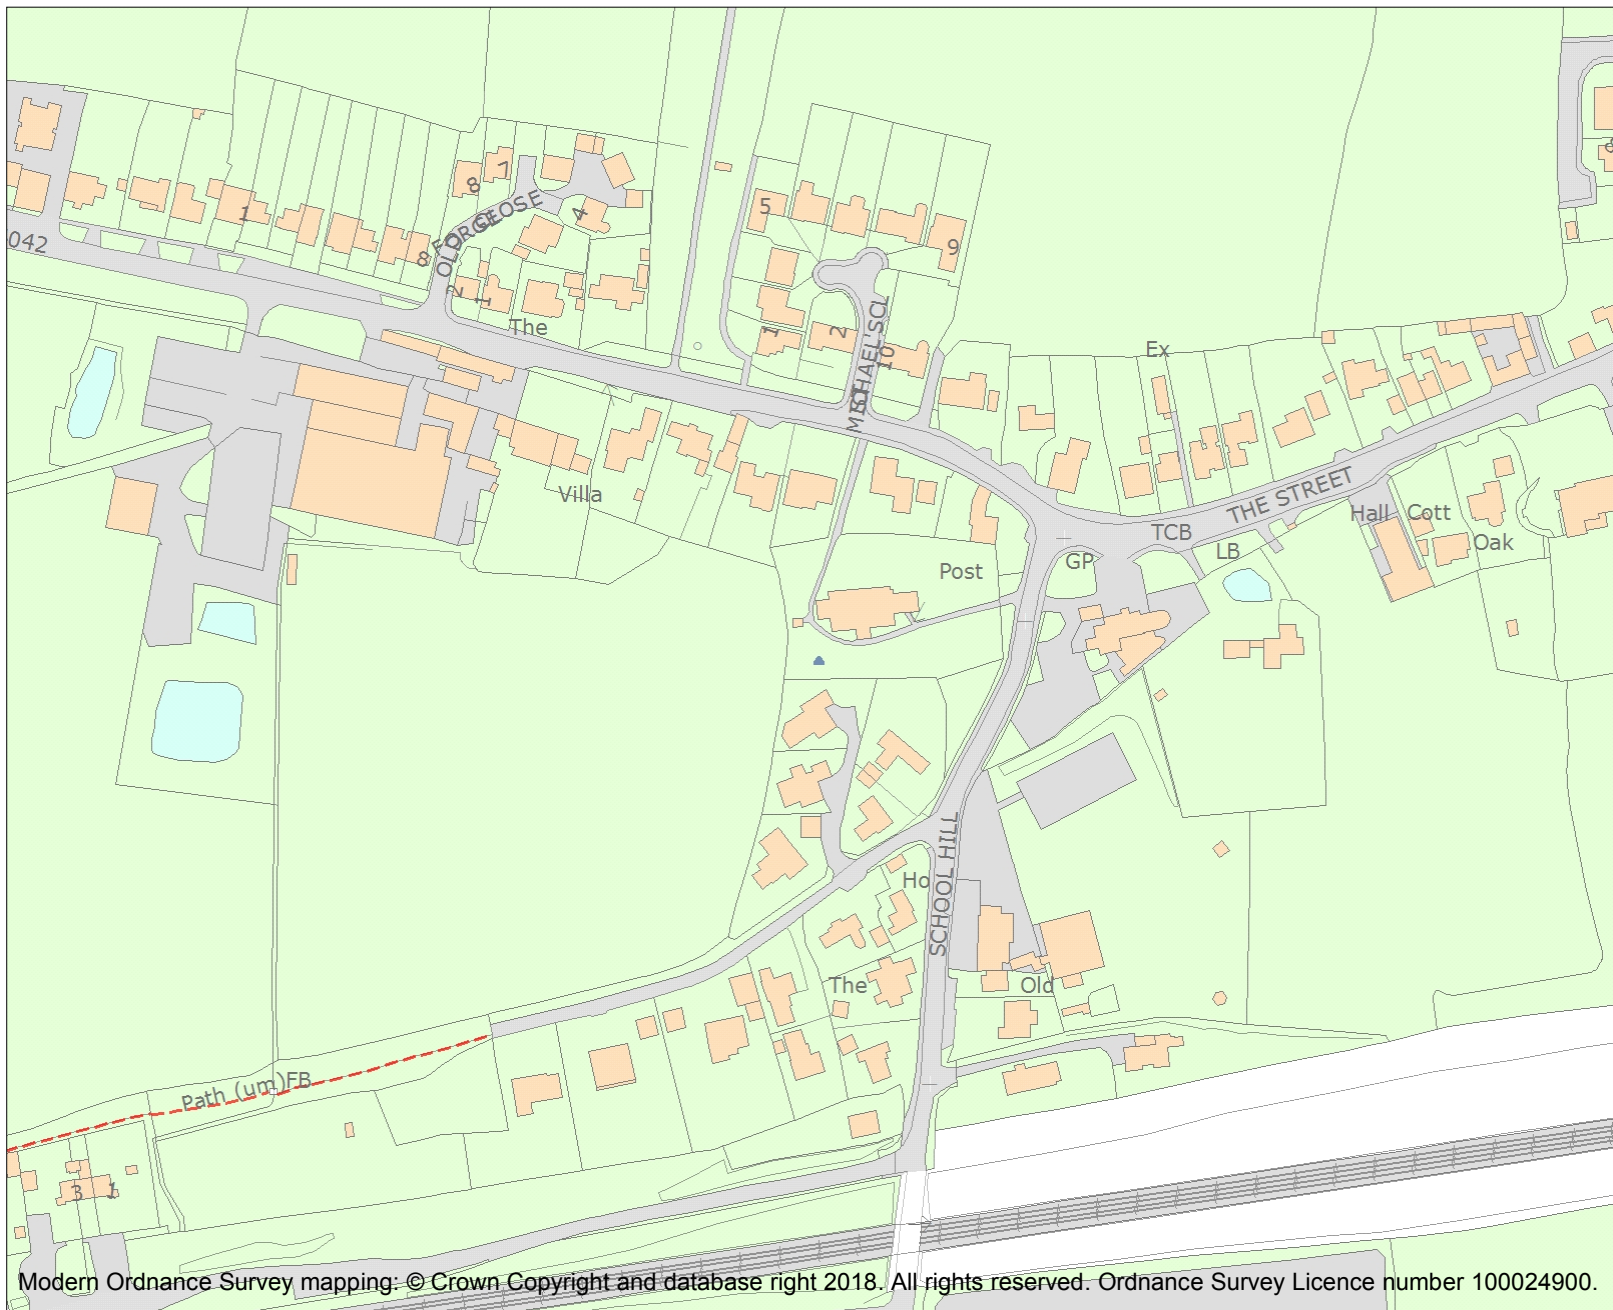 042
1
8
7
8
OLD FORGE CLOSE
4
2
1
The
5
9
1
2
10
MICHAEL'S CL
Ex
Villa
Post
GP
TCB
LB
THE STREET
Hall
Cott
Oak
Ho
SCHOOL HILL
The
Old
Path (um)
FB
3
1
Modern Ordnance Survey mapping: © Crown Copyright and database right 2018. All rights reserved. Ordnance Survey Licence number 100024900.